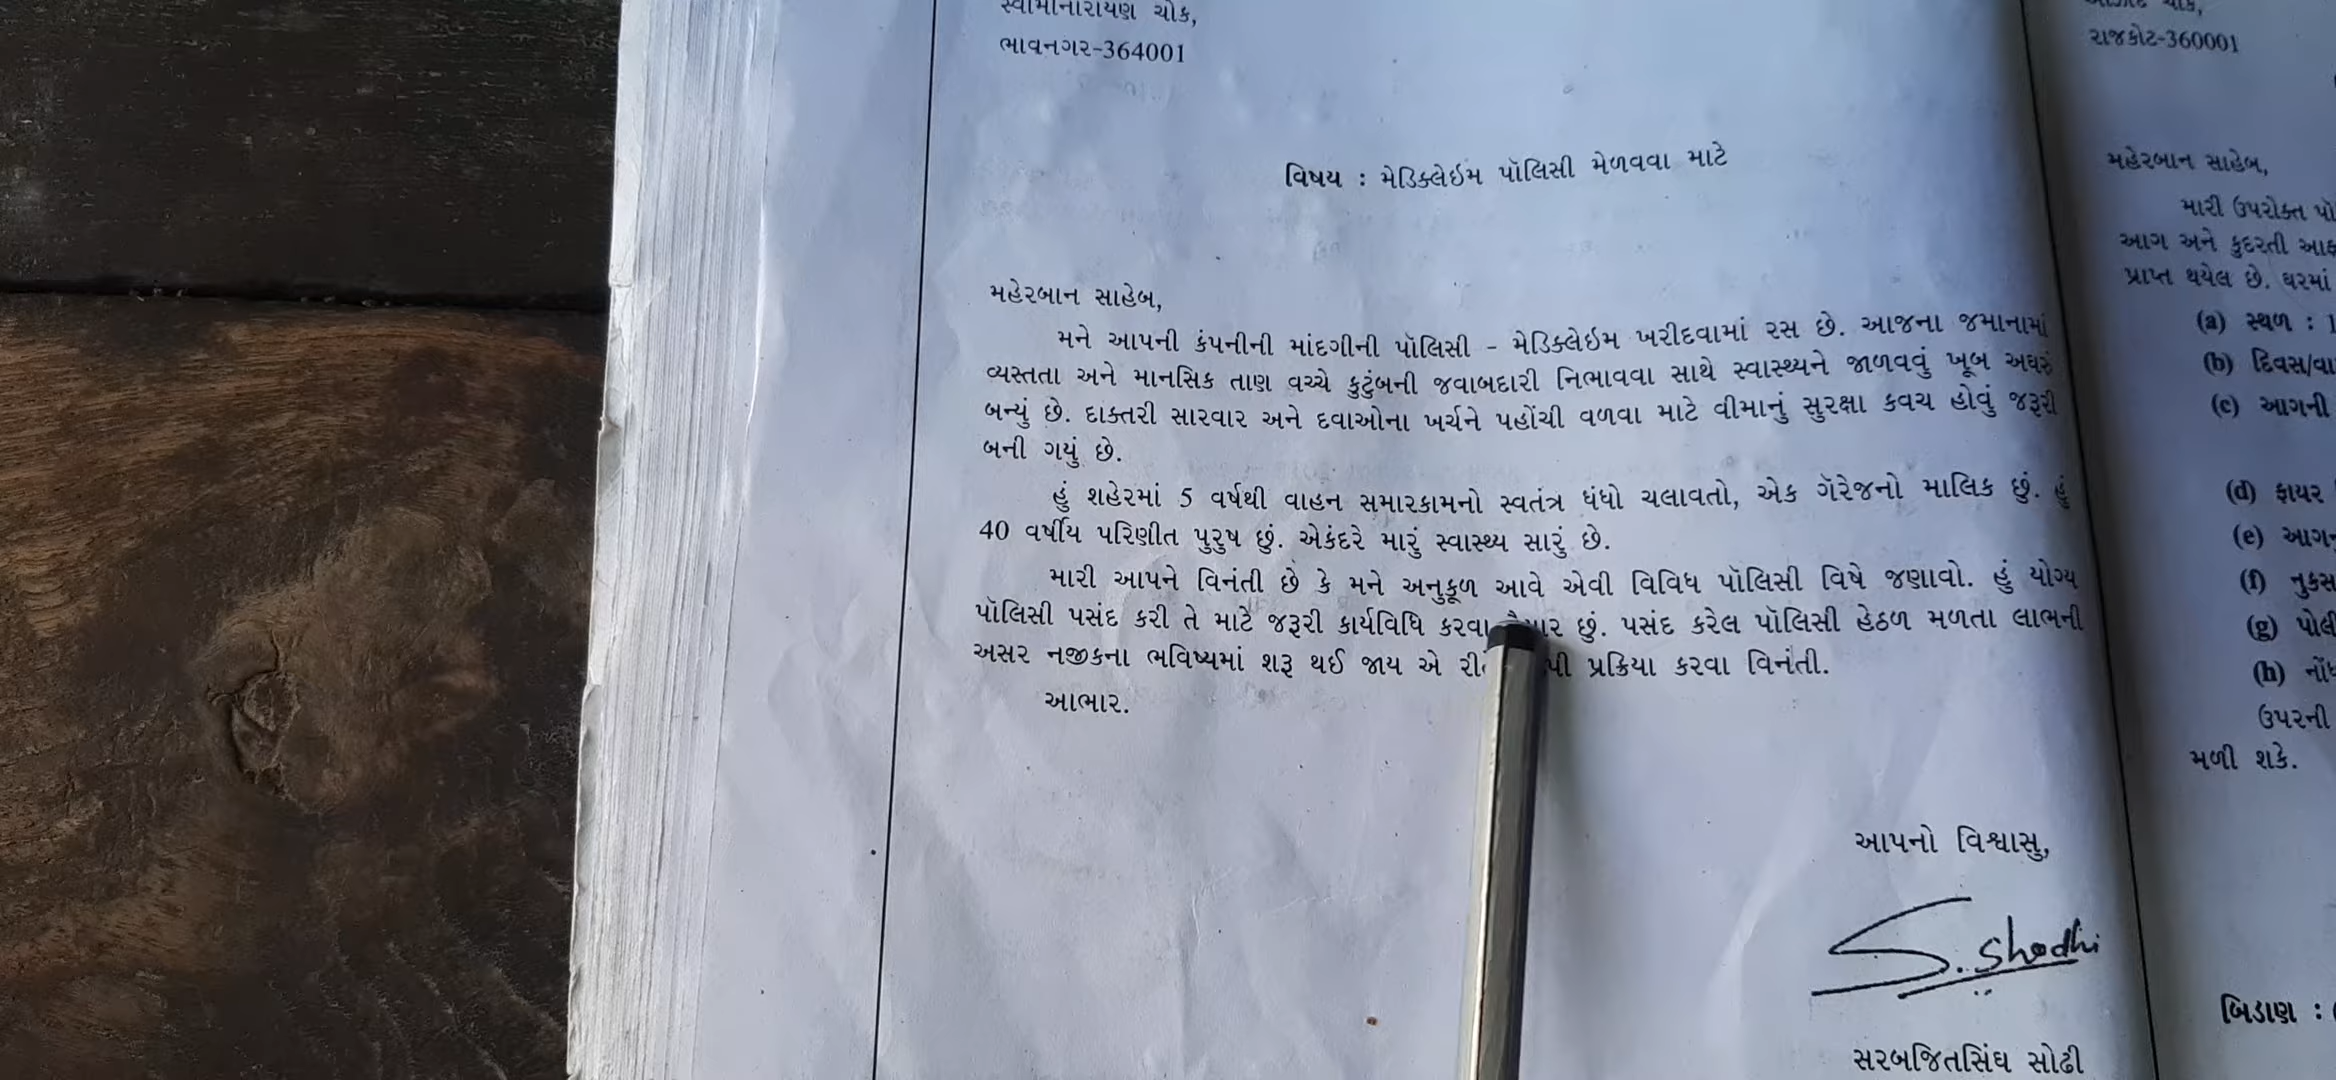 સ્વામીનારાયણ ચોક,
ભાવનગર-364001
વિષય : મેડિક્લેઇમ પૉલિસી મેળવવા માટે
મહેરબાન સાહેબ,
મને આપની કંપનીની માંદગીની પૉલિસી - મેડિક્લેઇમ ખરીદવામાં રસ છે. આજના જમાનામાં
વ્યસ્તતા અને માનસિક તાણ વચ્ચે કુટુંબની જવાબદારી નિભાવવા સાથે સ્વાસ્થ્યને જાળવવું ખૂબ અઘરું
બન્યું છે. દાક્તરી સારવાર અને દવાઓના ખર્ચને પહોંચી વળવા માટે વીમાનું સુરક્ષા કવચ હોવું જરૂરી
બની ગયું છે.
હું શહેરમાં 5 વર્ષથી વાહન સમારકામનો સ્વતંત્ર ધંધો ચલાવતો, એક ગૅરેજનો માલિક છું. હું
40 વર્ષીય પરિણીત પુરુષ છું. એકંદરે મારું સ્વાસ્થ્ય સારું છે.
મારી આપને વિનંતી છે કે મને અનુકૂળ આવે એવી વિવિધ પૉલિસી વિષે જણાવો. હું યોગ્ય
પૉલિસી પસંદ કરી તે માટે જરૂરી કાર્યવિધિ કરવા તૈયાર છું. પસંદ કરેલ પૉલિસી હેઠળ મળતા લાભની
અસર નજીકના ભવિષ્યમાં શરૂ થઈ જાય એ પ્રક્રિયા કરવા વિનંતી.
આભાર.
આપનો વિશ્વાસુ,
S. Shodhi
સરબજિતસિંઘ સોઢી
ચોક,
રાજકોટ-360001
મહેરબાન સાહેબ,
મારી ઉપરોક્ત
આગ અને કુદરતી
પ્રાપ્ત થયેલ છે. ઘરમાં
(a) સ્થળ :
(b) દિવસ/
(c) આગની
(d) ફાયર
(e)
(f)
(g)
(h)
ઉપરની
મળી શકે.
બિડાણ :